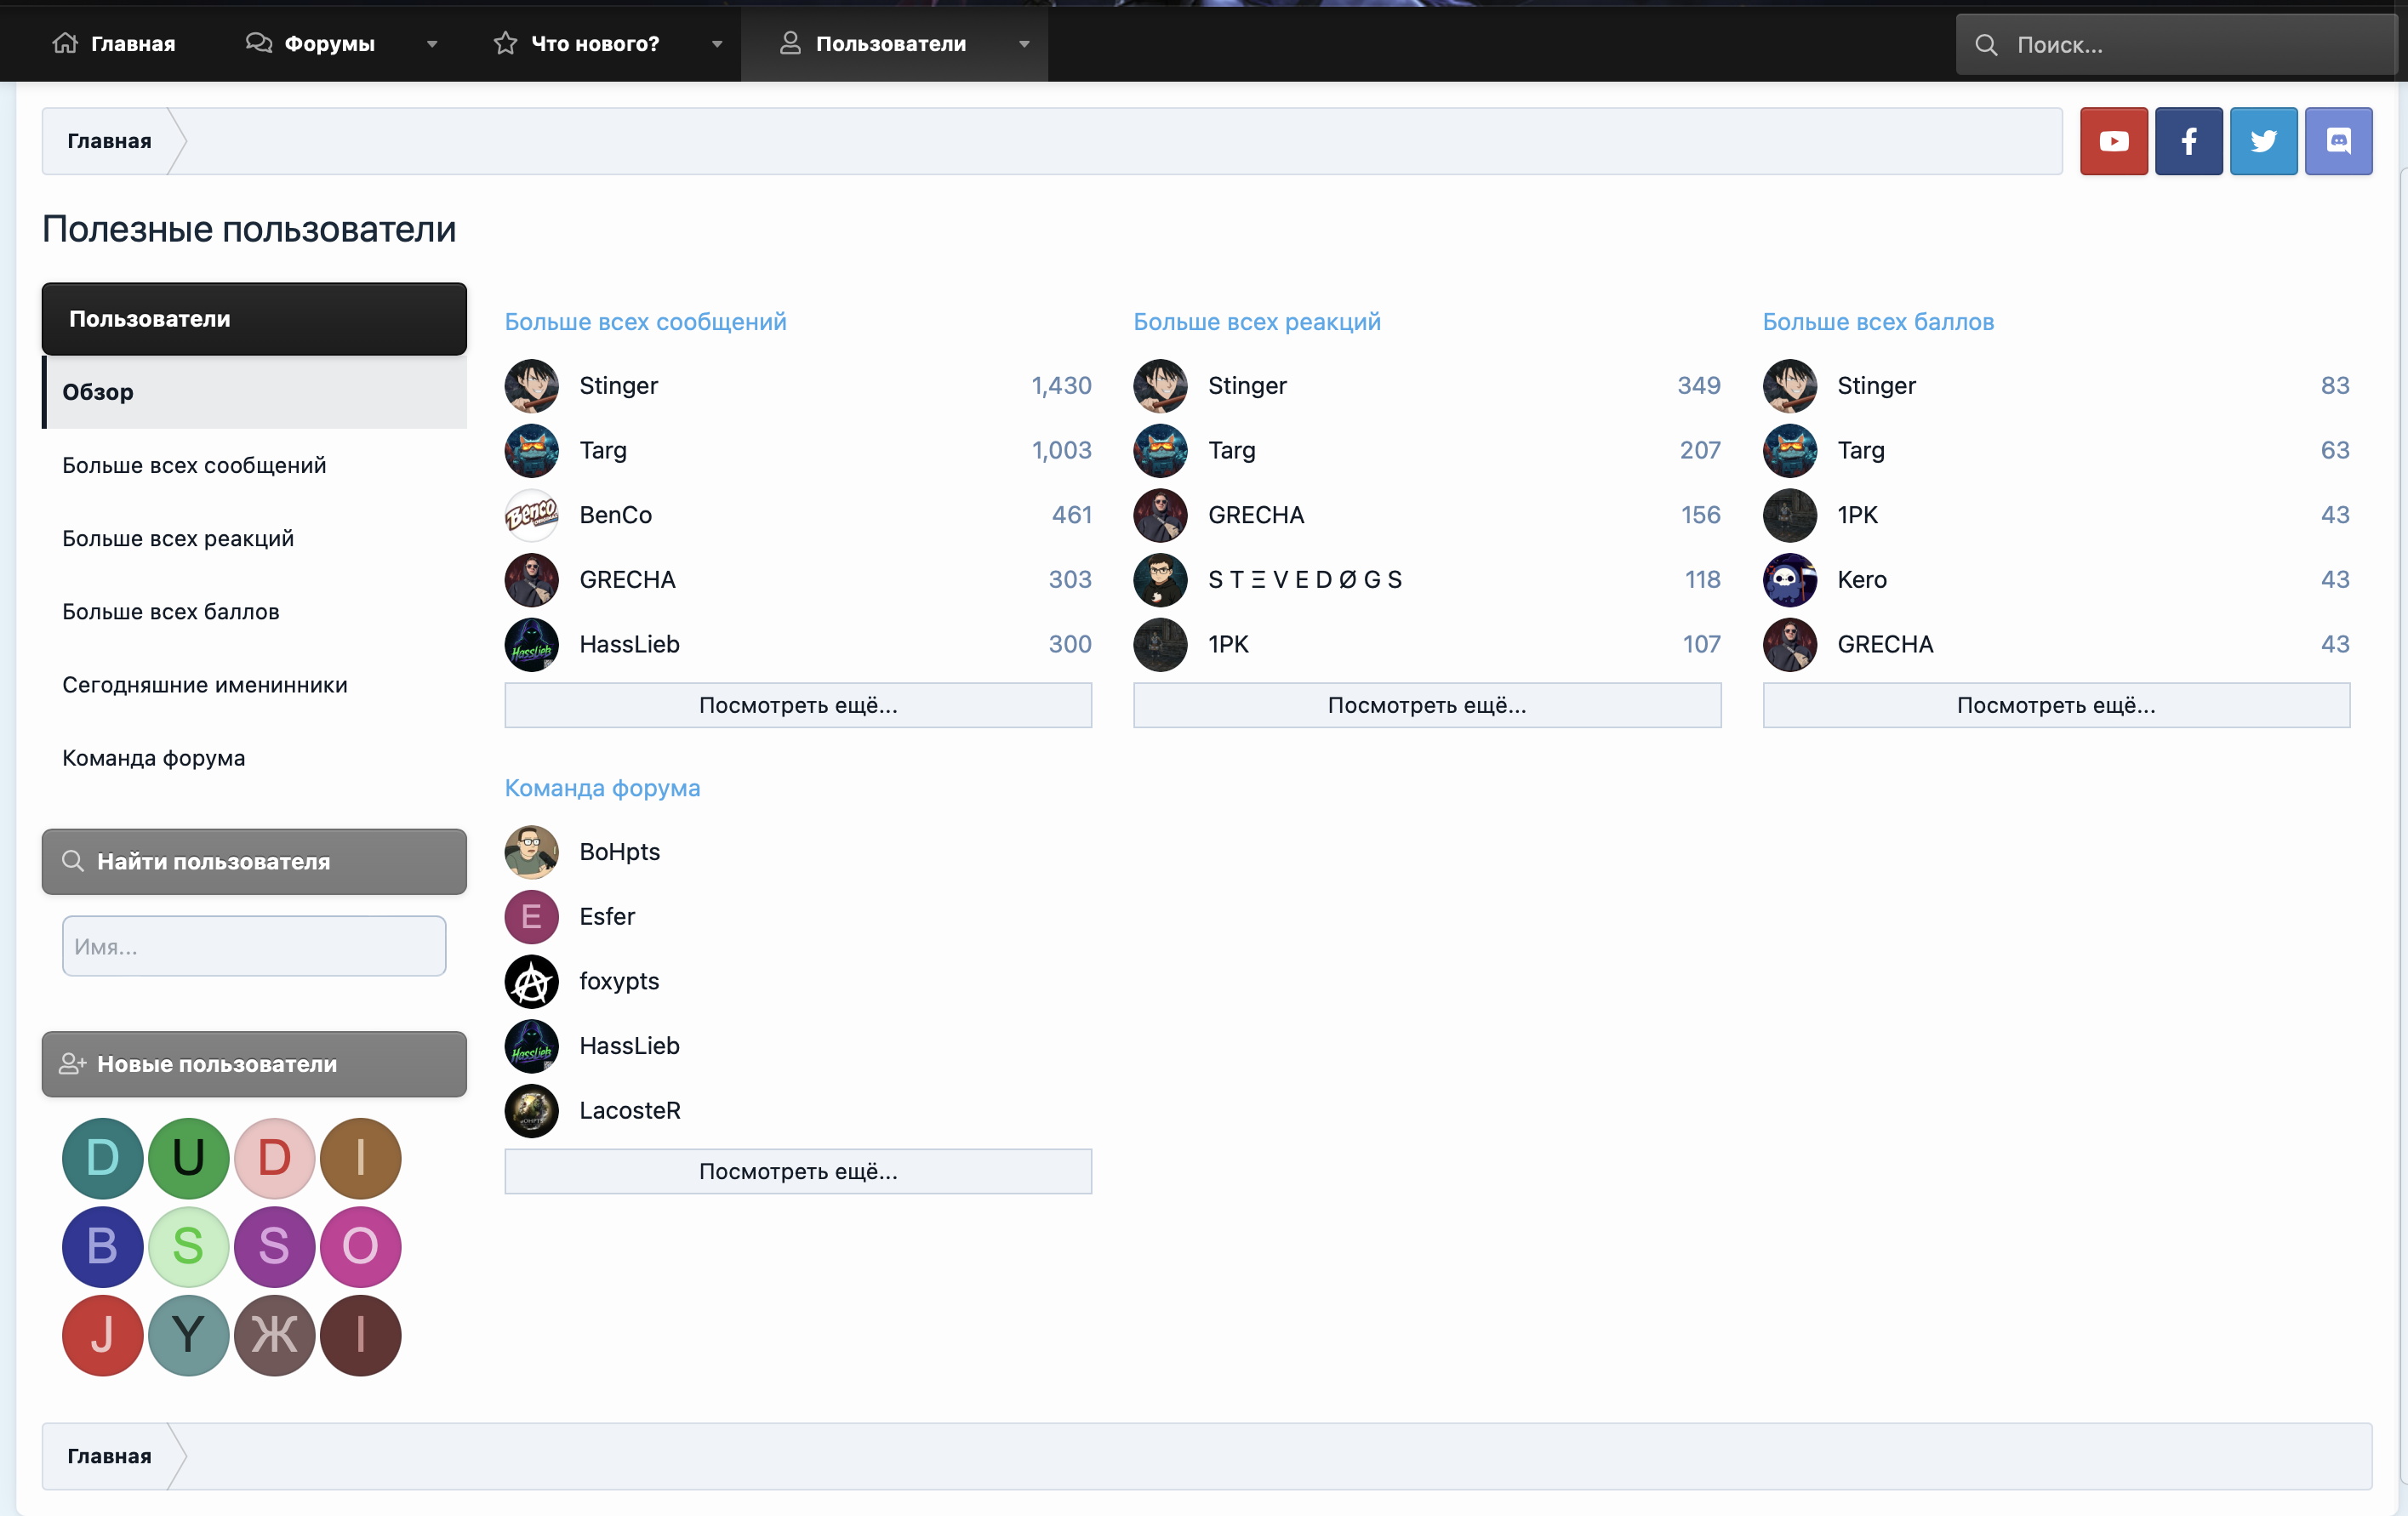 Главная
Форумы
Что нового?
Пользователи
Поиск...
Главная
Полезные пользователи
Пользователи
Обзор
Больше всех сообщений
Больше всех реакций
Больше всех баллов
Сегодняшние именинники
Команда форума
Найти пользователя
Имя...
Новые пользователи
D U D I
B S S O
J Y Ж I
Больше всех сообщений
Stinger 1,430
Targ 1,003
Benco
BenCo 461
GRECHA 303
HassLieb
HassLieb 300
Посмотреть ещё...
Больше всех реакций
Stinger 349
Targ 207
GRECHA 156
S T Ξ V E D Ø G S 118
1PK 107
Посмотреть ещё...
Больше всех баллов
Stinger 83
Targ 63
1PK 43
Kero 43
GRECHA 43
Посмотреть ещё...
Команда форума
BoHpts
E
Esfer
foxypts
HassLieb
HassLieb
LacosteR
Посмотреть ещё...
Главная